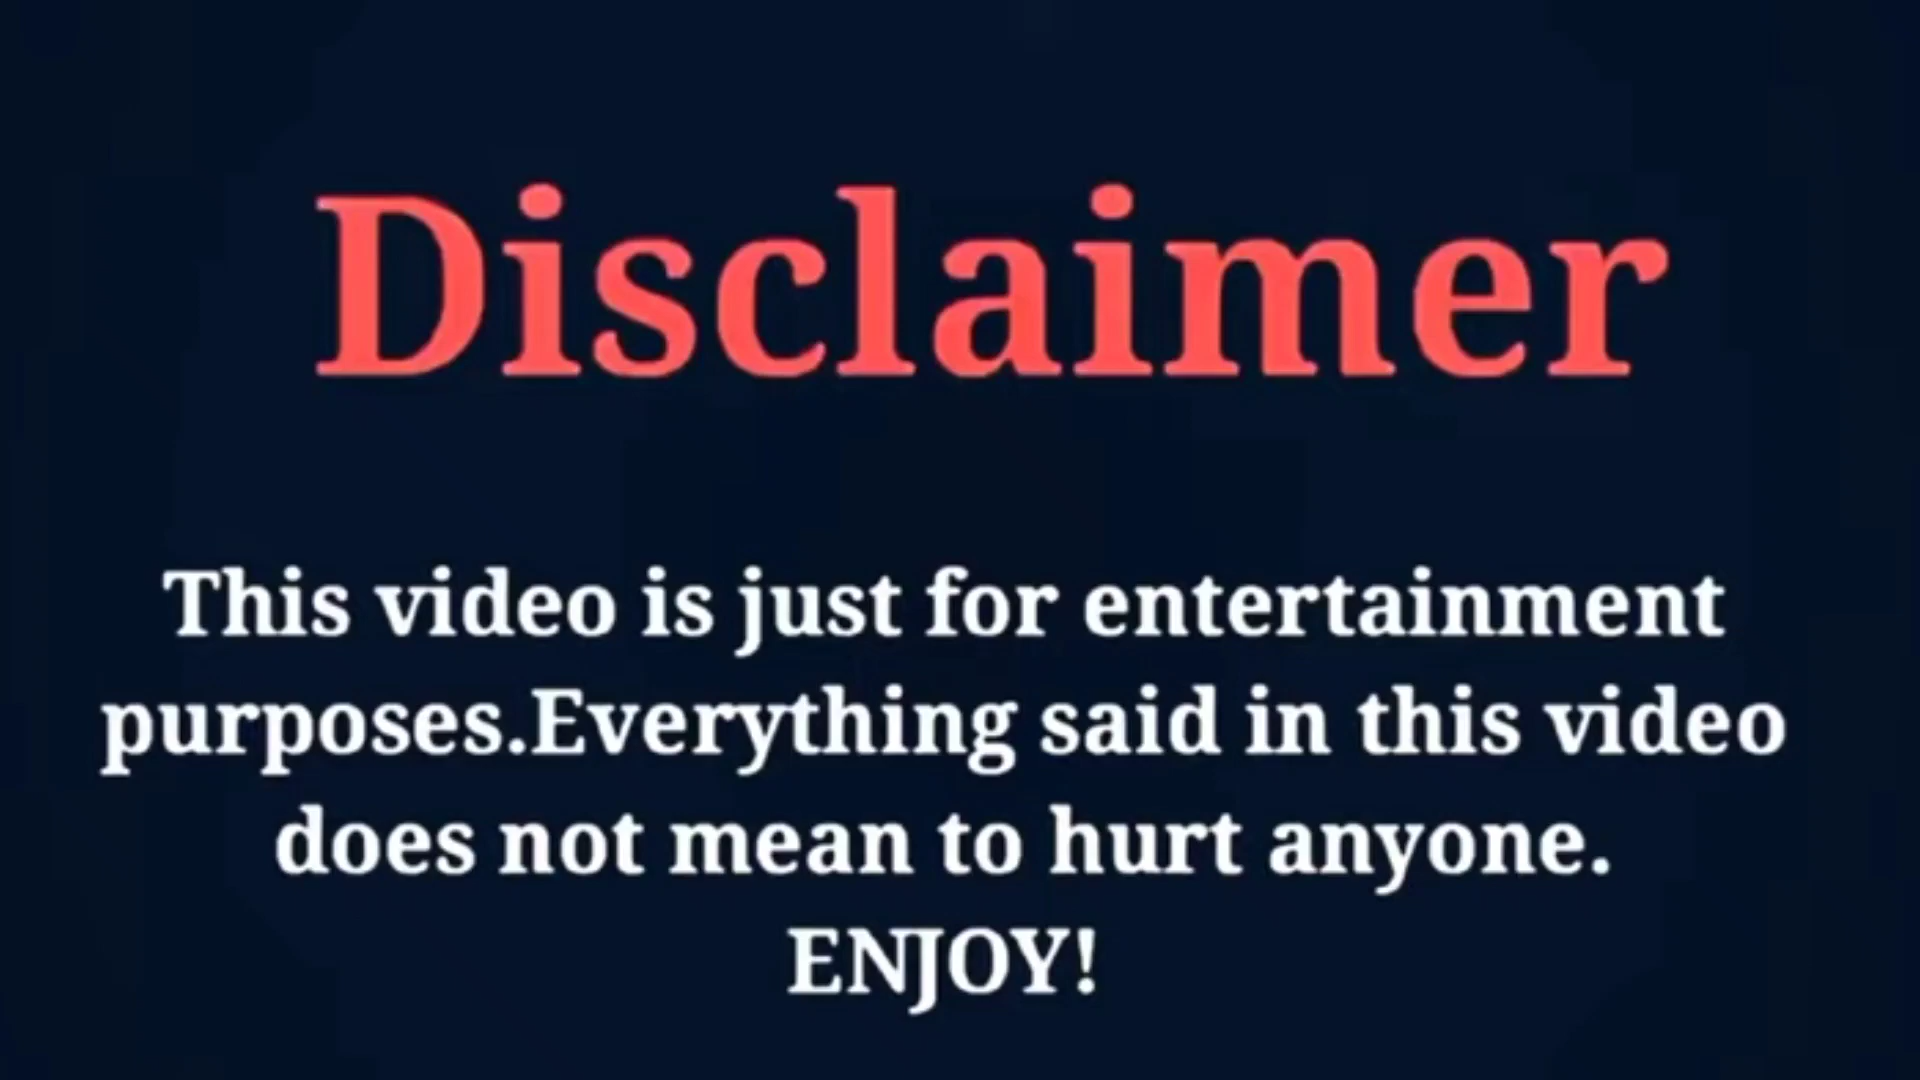 Disclaimer
This video is just for entertainment
purposes.Everything said in this video
does not mean to hurt anyone.
ENJOY!